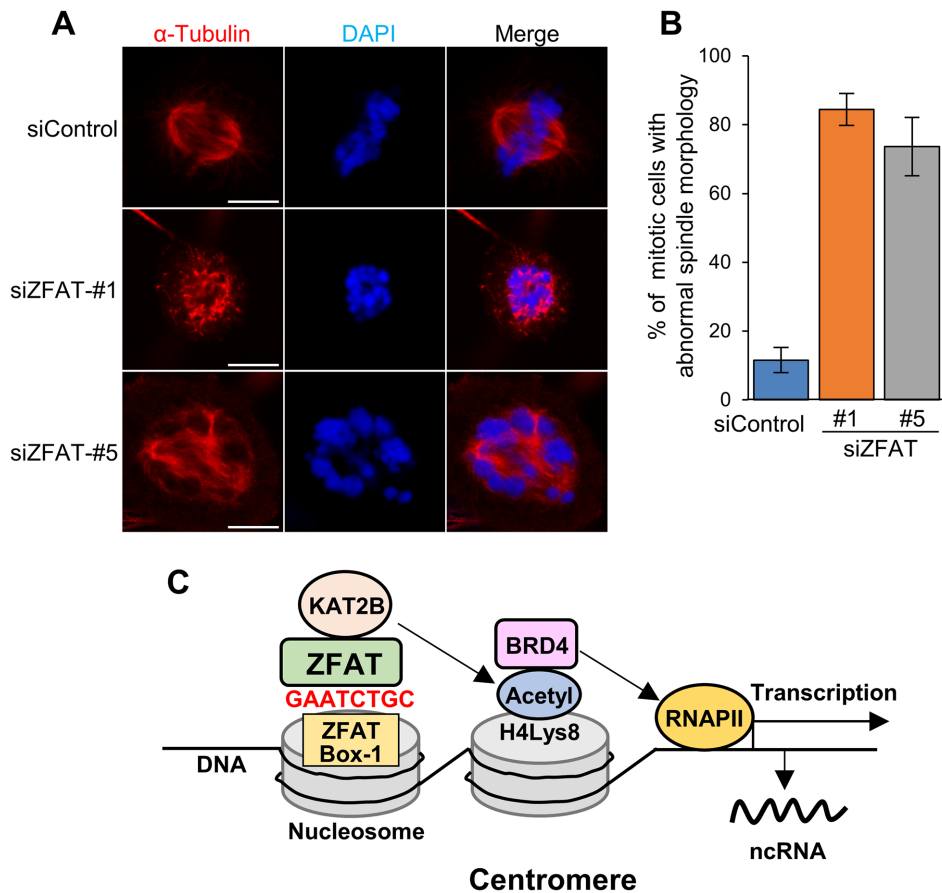 A
α-Tubulin
DAPI
Merge
siControl
siZFAT-#1
siZFAT-#5
B
% of mitotic cells with
abnormal spindle morphology
100
80
60
40
20
0
siControl
#1
#5
siZFAT
C
KAT2B
ZFAT
GAATCTGC
ZFAT
Box-1
DNA
Nucleosome
BRD4
Acetyl
H4Lys8
RNAPII
Transcription
ncRNA
Centromere